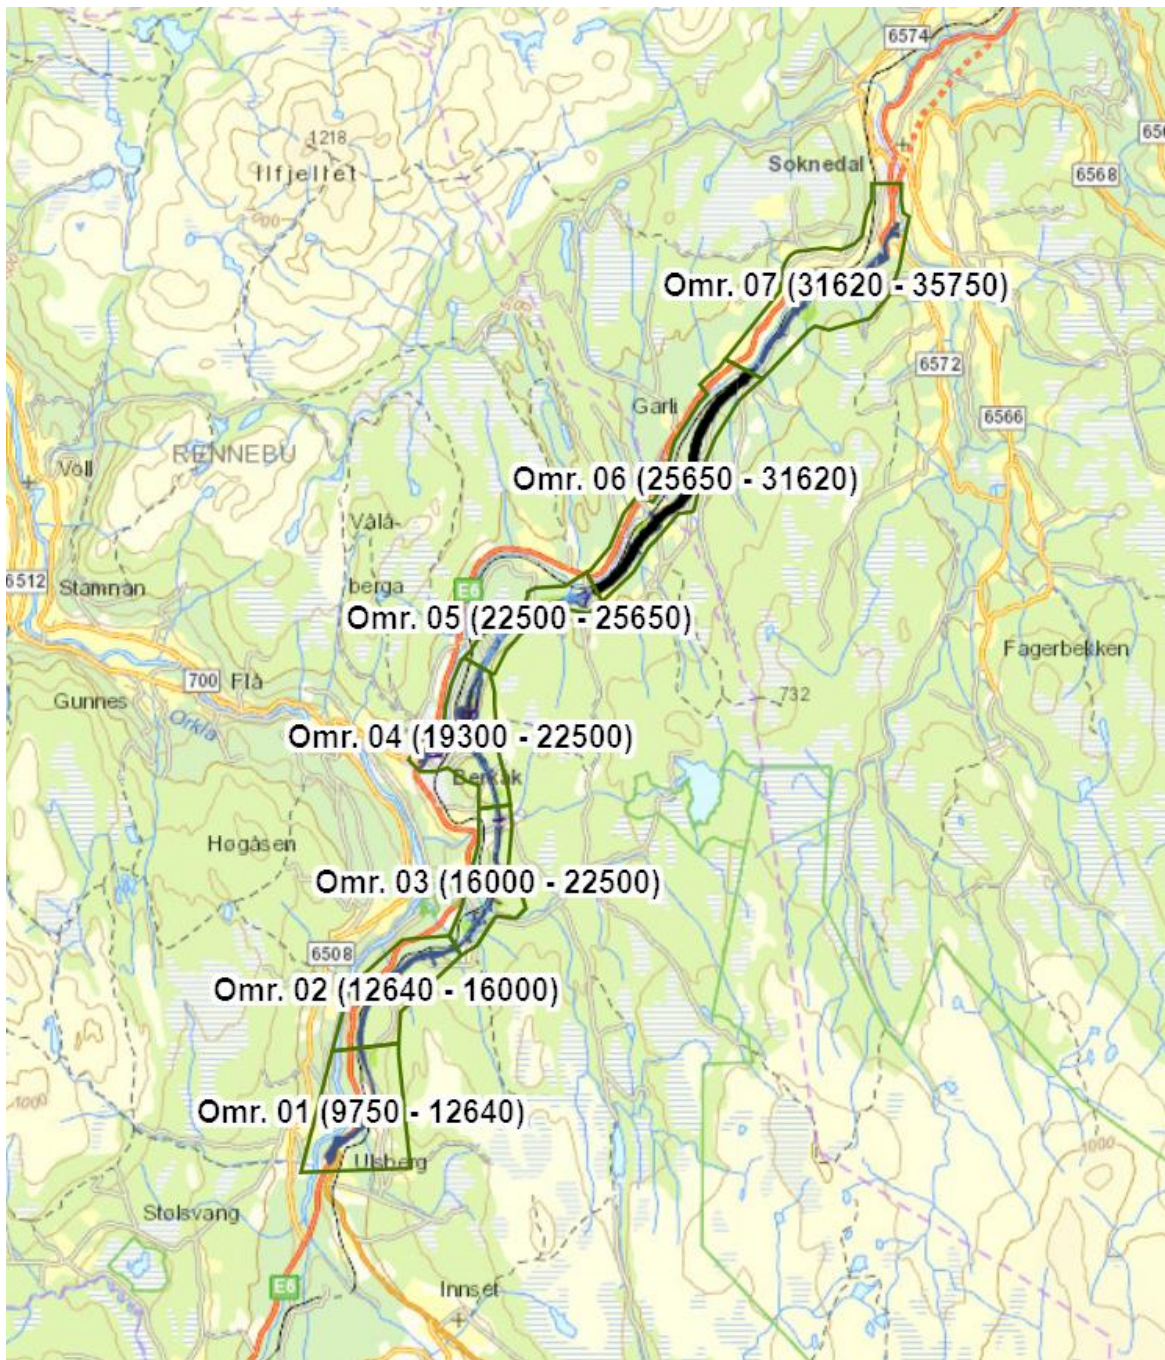 6574
1218
Ilfjellet
Soknedal
6568
Omr. 07 (31620 - 35750)
6572
Garli
6566
RENNEBU
Voll
Omr. 06 (25650 - 31620)
Vålå-
berga
6512
Stamnan
E6
Omr. 05 (22500 - 25650)
Fagerbekken
700
Flå
Gunnes
732
Orkla
Omr. 04 (19300 - 22500)
Berkåk
Høgåsen
Omr. 03 (16000 - 22500)
6508
Omr. 02 (12640 - 16000)
1000
Omr. 01 (9750 - 12640)
1000
Ulsberg
Stølsvang
E6
Innset